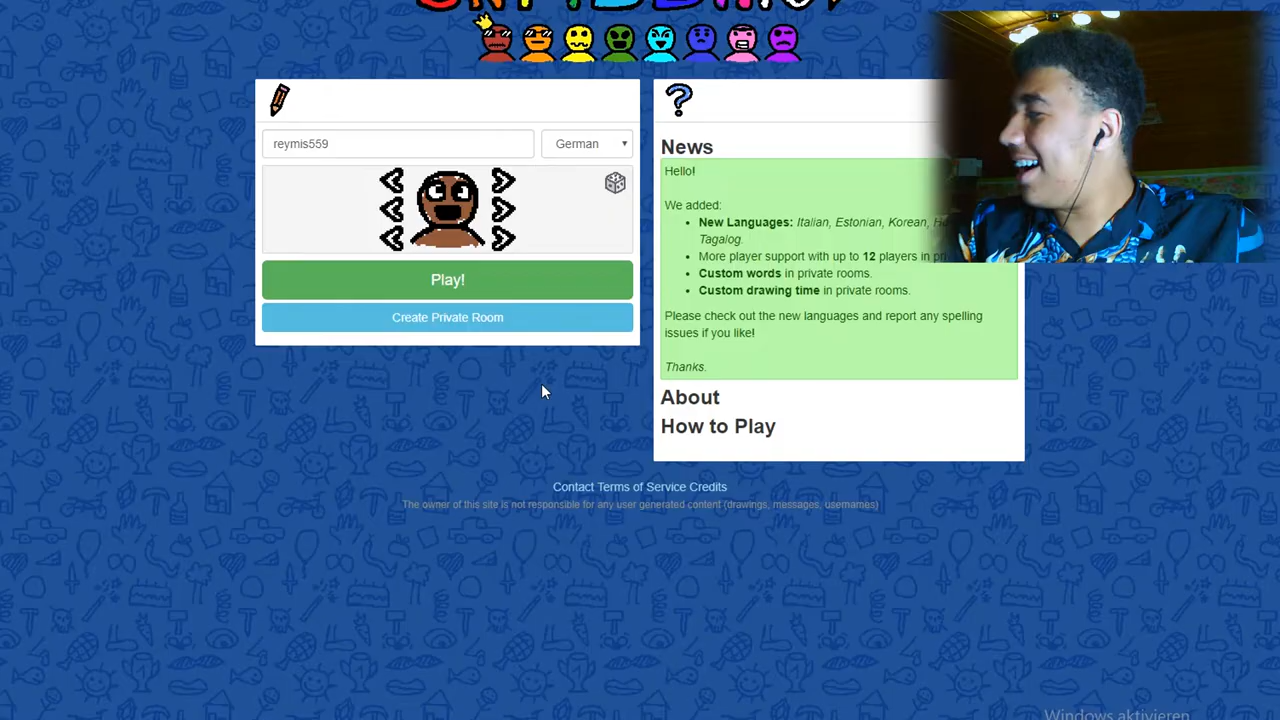 reymis559
German
Play!
Create Private Room
News
Hello!
We added:
New Languages: Italian, Estonian, Korean,
Tagalog.
More player support with up to 12 players in
Custom words in private rooms.
Custom drawing time in private rooms.
Please check out the new languages and report any spelling
issues if you like!
Thanks.
About
How to Play
Contact Terms of Service Credits
The owner of this site is not responsible for any user generated content (drawings, messages, usernames)
Windows aktivieren